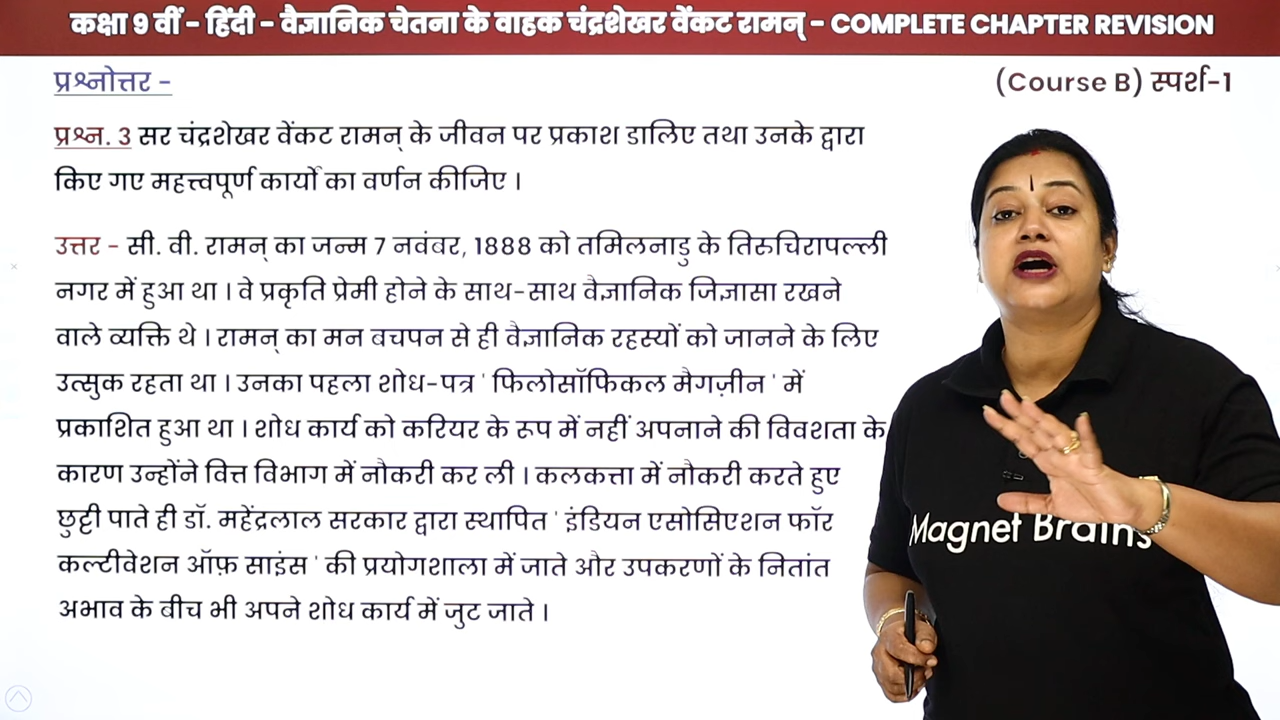 कक्षा 9 वीं - हिंदी - वैज्ञानिक चेतना के वाहक चंद्रशेखर वेंकट रामन् - COMPLETE CHAPTER REVISION
प्रश्नोत्तर -
(Course B) स्पर्श-1
प्रश्न. 3 सर चंद्रशेखर वेंकट रामन् के जीवन पर प्रकाश डालिए तथा उनके द्वारा
किए गए महत्त्वपूर्ण कार्यों का वर्णन कीजिए ।
उत्तर - सी. वी. रामन् का जन्म 7 नवंबर, 1888 को तमिलनाडु के तिरुचिरापल्ली
नगर में हुआ था । वे प्रकृति प्रेमी होने के साथ-साथ वैज्ञानिक जिज्ञासा रखने
वाले व्यक्ति थे । रामन् का मन बचपन से ही वैज्ञानिक रहस्यों को जानने के लिए
उत्सुक रहता था । उनका पहला शोध-पत्र ' फिलोसॉफिकल मैगज़ीन ' में
प्रकाशित हुआ था । शोध कार्य को करियर के रूप में नहीं अपनाने की विवशता के
कारण उन्होंने वित्त विभाग में नौकरी कर ली । कलकत्ता में नौकरी करते हुए
छुट्टी पाते ही डॉ. महेंद्रलाल सरकार द्वारा स्थापित ' इंडियन एसोसिएशन फॉर
कल्टीवेशन ऑफ़ साइंस ' की प्रयोगशाला में जाते और उपकरणों के नितांत
अभाव के बीच भी अपने शोध कार्य में जुट जाते ।
Magnet Brains